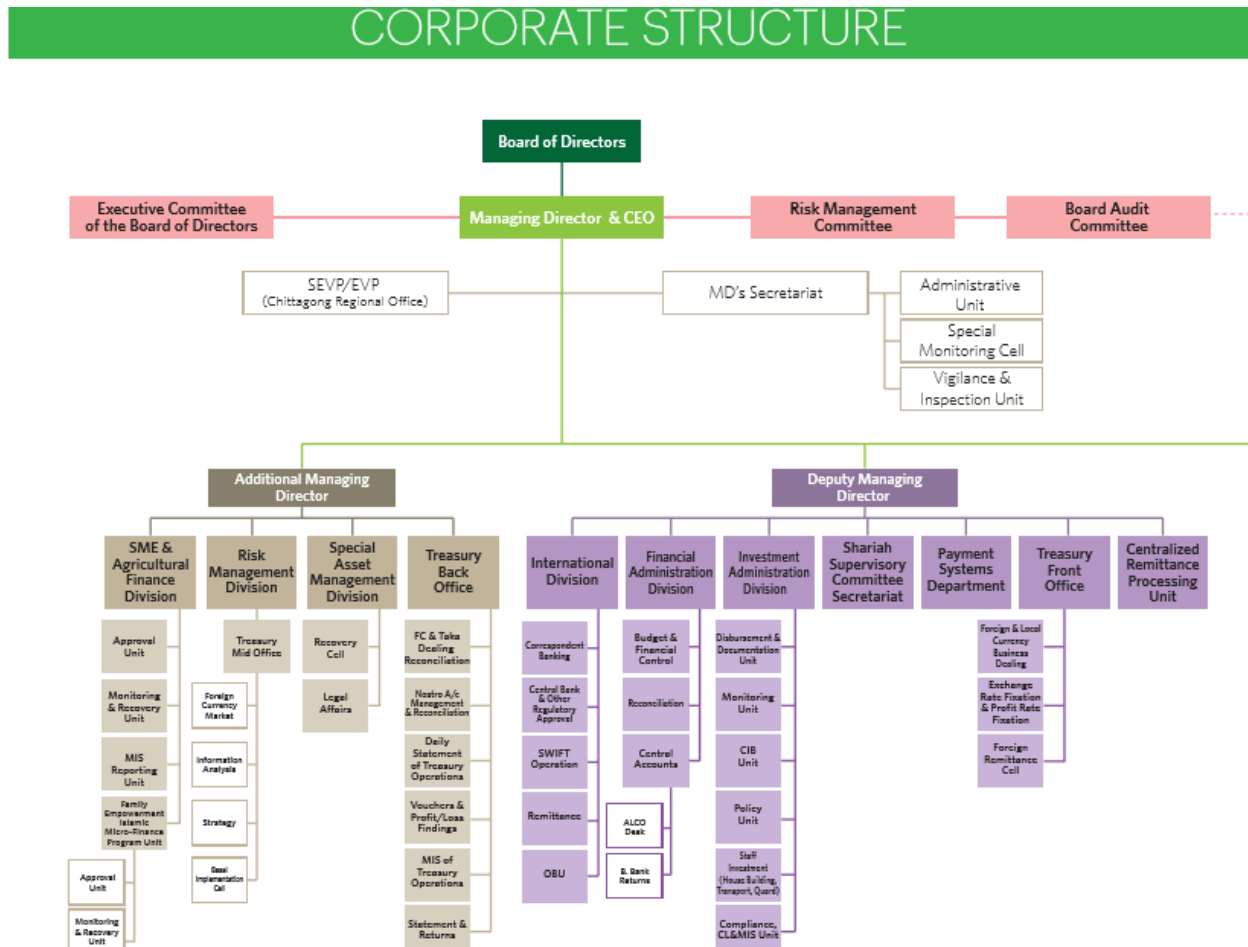 CORPORATE STRUCTURE
Board of Directors
Executive Committee
of the Board of Directors
Managing Director & CEO
Risk Management
Committee
Board Audit
Committee
SEVP/EVP
(Chittagong Regional Office)
MD's Secretariat
Administrative
Unit
Special
Monitoring Cell
Vigilance &
Inspection Unit
Additional Managing
Director
Deputy Managing
Director
SME &
Agricultural
Finance
Division
Risk
Management
Division
Special
Asset
Management
Division
Treasury
Back
Office
International
Division
Financial
Administration
Division
Investment
Administration
Division
Shariah
Supervisory
Committee
Secretariat
Payment
Systems
Department
Treasury
Front
Office
Centralized
Remittance
Processing
Unit
Approval
Unit
Monitoring
& Recovery
Unit
MIS
Reporting
Unit
Family
Empowerment
Islamic
Micro-Finance
Program Unit
Approval
Unit
Monitoring
& Recovery
Unit
Treasury
Mid Office
Foreign
Currency
Market
Information
Analysis
Strategy
Basel
Implementation
Cell
Recovery
Cell
Legal
Affairs
FC & Taka
Dealing
Reconciliation
Nostro A/c
Management
& Reconciliation
Daily
Statement
of Treasury
Operations
Vouchers &
Profit/Loss
Findings
MIS of
Treasury
Operations
Statement &
Returns
Correspondent
Banking
Central Bank
& Other
Regulatory
Approval
SWIFT
Operation
Remittance
OBU
Budget &
Financial
Control
Reconciliation
Central
Accounts
ALCO
Desk
B. Bank
Returns
Disbursement &
Documentation
Unit
Monitoring
Unit
CIB
Unit
Policy
Unit
Staff
Investment
(House Building,
Transport, Quard)
Compliance,
CL&MIS Unit
Foreign & Local
Currency
Business
Dealing
Exchange
Rate Fixation
& Profit Rate
Fixation
Foreign
Remittance
Cell